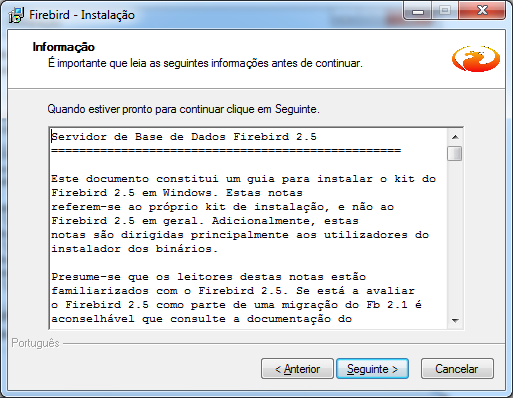 Firebird - Instalação
Informação
É importante que leia as seguintes informações antes de continuar.
Quando estiver pronto para continuar clique em Seguinte.
Servidor de Base de Dados Firebird 2.5
==================================================
Este documento constitui um guia para instalar o kit do
Firebird 2.5 em Windows. Estas notas
referem-se ao próprio kit de instalação, e não ao
Firebird 2.5 em geral. Adicionalmente, estas
notas são dirigidas principalmente aos utilizadores do
instalador dos binários.
Presume-se que os leitores destas notas estão
familiarizados com o Firebird 2.5. Se está a avaliar
o Firebird 2.5 como parte de uma migração do Fb 2.1 é
aconselhável que consulte a documentação do
Português
< Anterior
Seguinte >
Cancelar